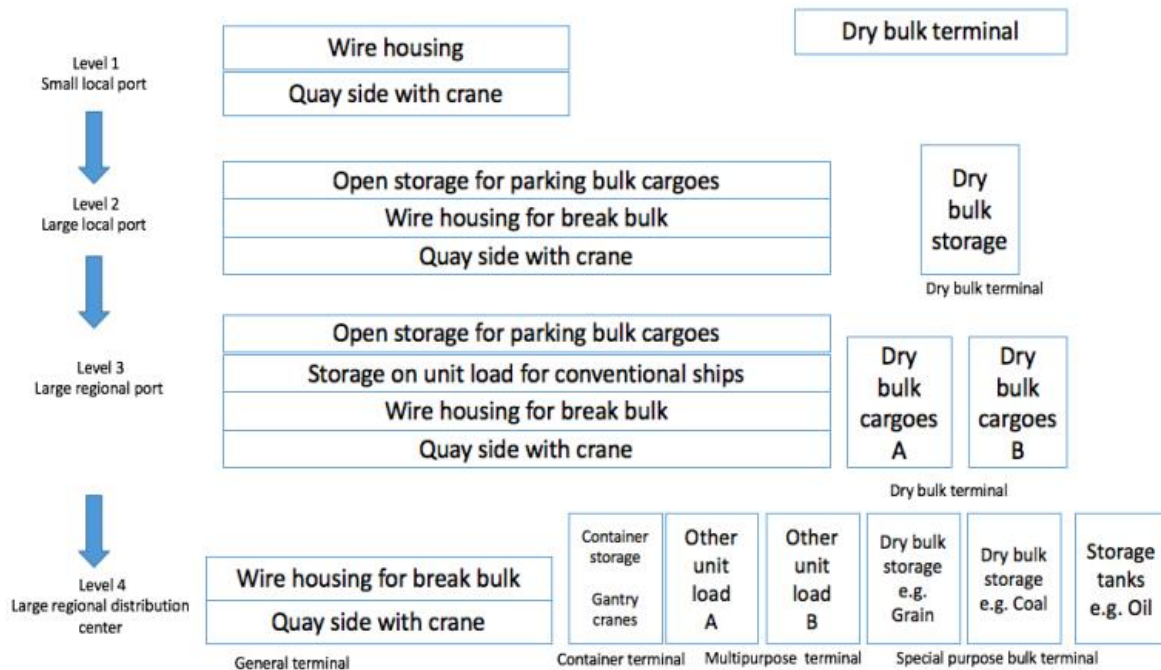 Wire housing
Dry bulk terminal
Level 1
Small local port
Quay side with crane
Open storage for parking bulk cargoes
Level 2
Large local port
Wire housing for break bulk
Quay side with crane
Dry
bulk
storage
Dry bulk terminal
Open storage for parking bulk cargoes
Level 3
Large regional port
Storage on unit load for conventional ships
Wire housing for break bulk
Quay side with crane
Dry
bulk
cargoes
A
Dry
bulk
cargoes
B
Dry bulk terminal
Level 4
Large regional distribution
center
Wire housing for break bulk
Quay side with crane
General terminal
Container
storage
Gantry
cranes
Container terminal
Other
unit
load
A
Other
unit
load
B
Multipurpose terminal
Dry bulk
storage
e.g.
Grain
Dry bulk
storage
e.g. Coal
Storage
tanks
e.g. Oil
Special purpose bulk terminal